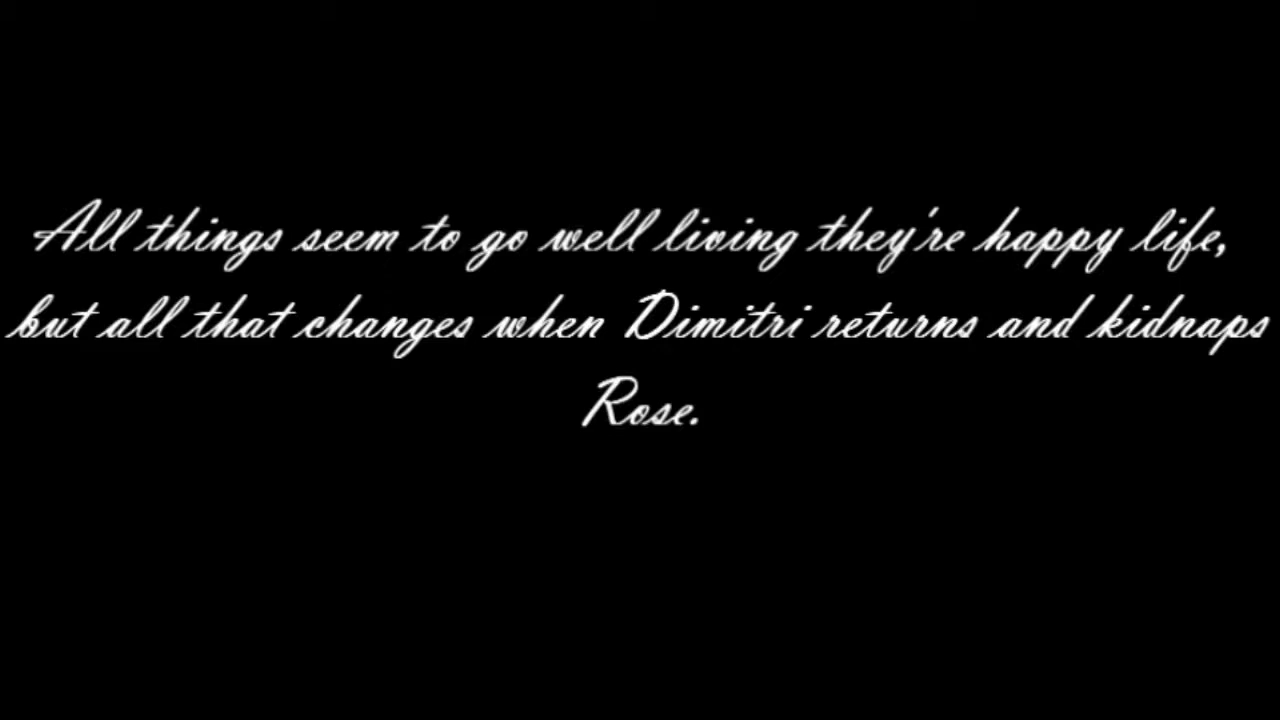 All things seem to go well living they're happy life,
but all that changes when Dimitri returns and kidnaps
Rose.